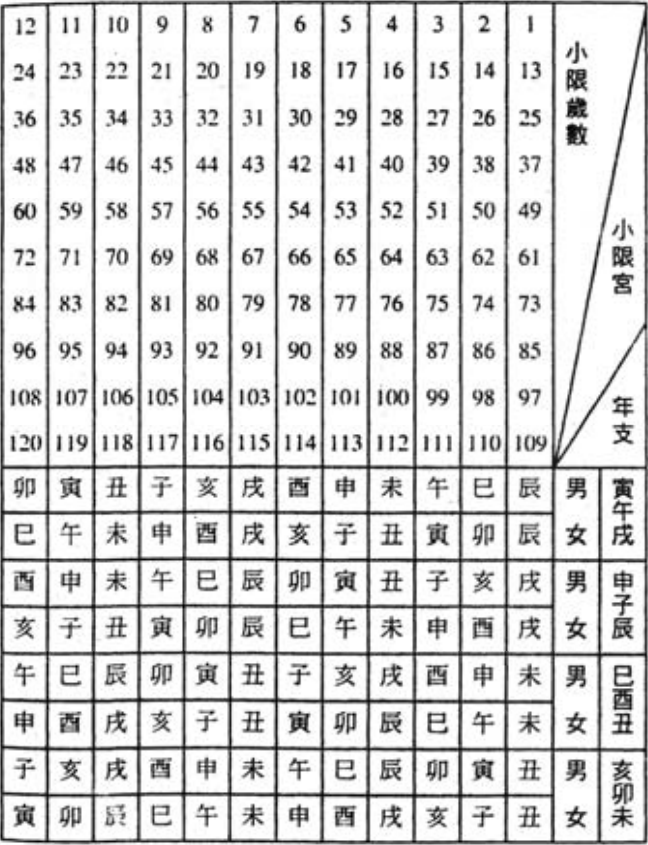 12 11 10 9 8 7 6 5 4 3 2 1 小限歲數
24 23 22 21 20 19 18 17 16 15 14 13
36 35 34 33 32 31 30 29 28 27 26 25
48 47 46 45 44 43 42 41 40 39 38 37
60 59 58 57 56 55 54 53 52 51 50 49 小限宮
72 71 70 69 68 67 66 65 64 63 62 61
84 83 82 81 80 79 78 77 76 75 74 73
96 95 94 93 92 91 90 89 88 87 86 85
108 107 106 105 104 103 102 101 100 99 98 97 年支
120 119 118 117 116 115 114 113 112 111 110 109
卯 寅 丑 子 亥 戌 酉 申 未 午 巳 辰 男 寅午戌
巳 午 未 申 酉 戌 亥 子 丑 寅 卯 辰 女
酉 申 未 午 巳 辰 卯 寅 丑 子 亥 戌 男 申子辰
亥 子 丑 寅 卯 辰 巳 午 未 申 酉 戌 女
午 巳 辰 卯 寅 丑 子 亥 戌 酉 申 未 男 巳酉丑
申 酉 戌 亥 子 丑 寅 卯 辰 巳 午 未 女
子 亥 戌 酉 申 未 午 巳 辰 卯 寅 丑 男 亥卯未
寅 卯 辰 巳 午 未 申 酉 戌 亥 子 丑 女